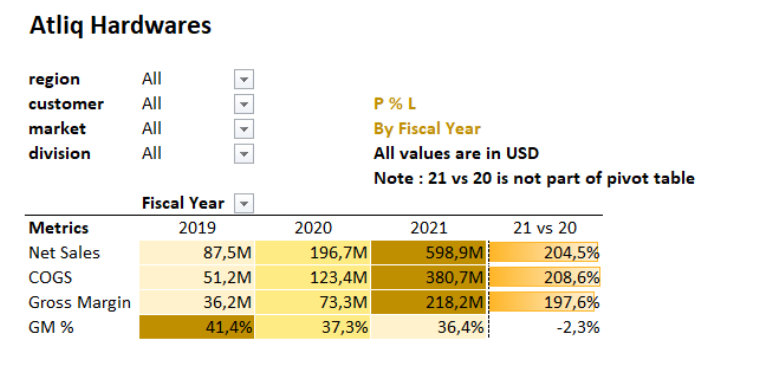 Atliq Hardwares
region All
customer All P % L
market All By Fiscal Year
division All All values are in USD
Note : 21 vs 20 is not part of pivot table
Fiscal Year
Metrics 2019 2020 2021 21 vs 20
Net Sales 87,5M 196,7M 598,9M 204,5%
COGS 51,2M 123,4M 380,7M 208,6%
Gross Margin 36,2M 73,3M 218,2M 197,6%
GM % 41,4% 37,3% 36,4% -2,3%